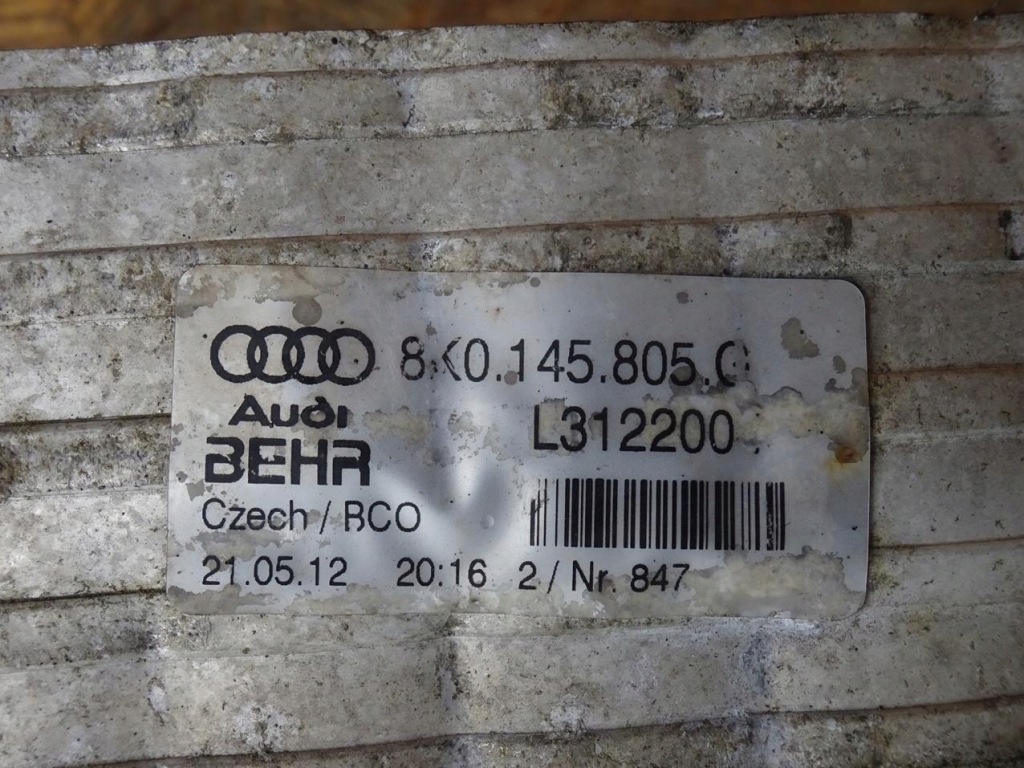 8K0.145.805.
Audi
L312200
BEHR
Czech / BCO
21.05.12 20:16 2 / Nr. 847